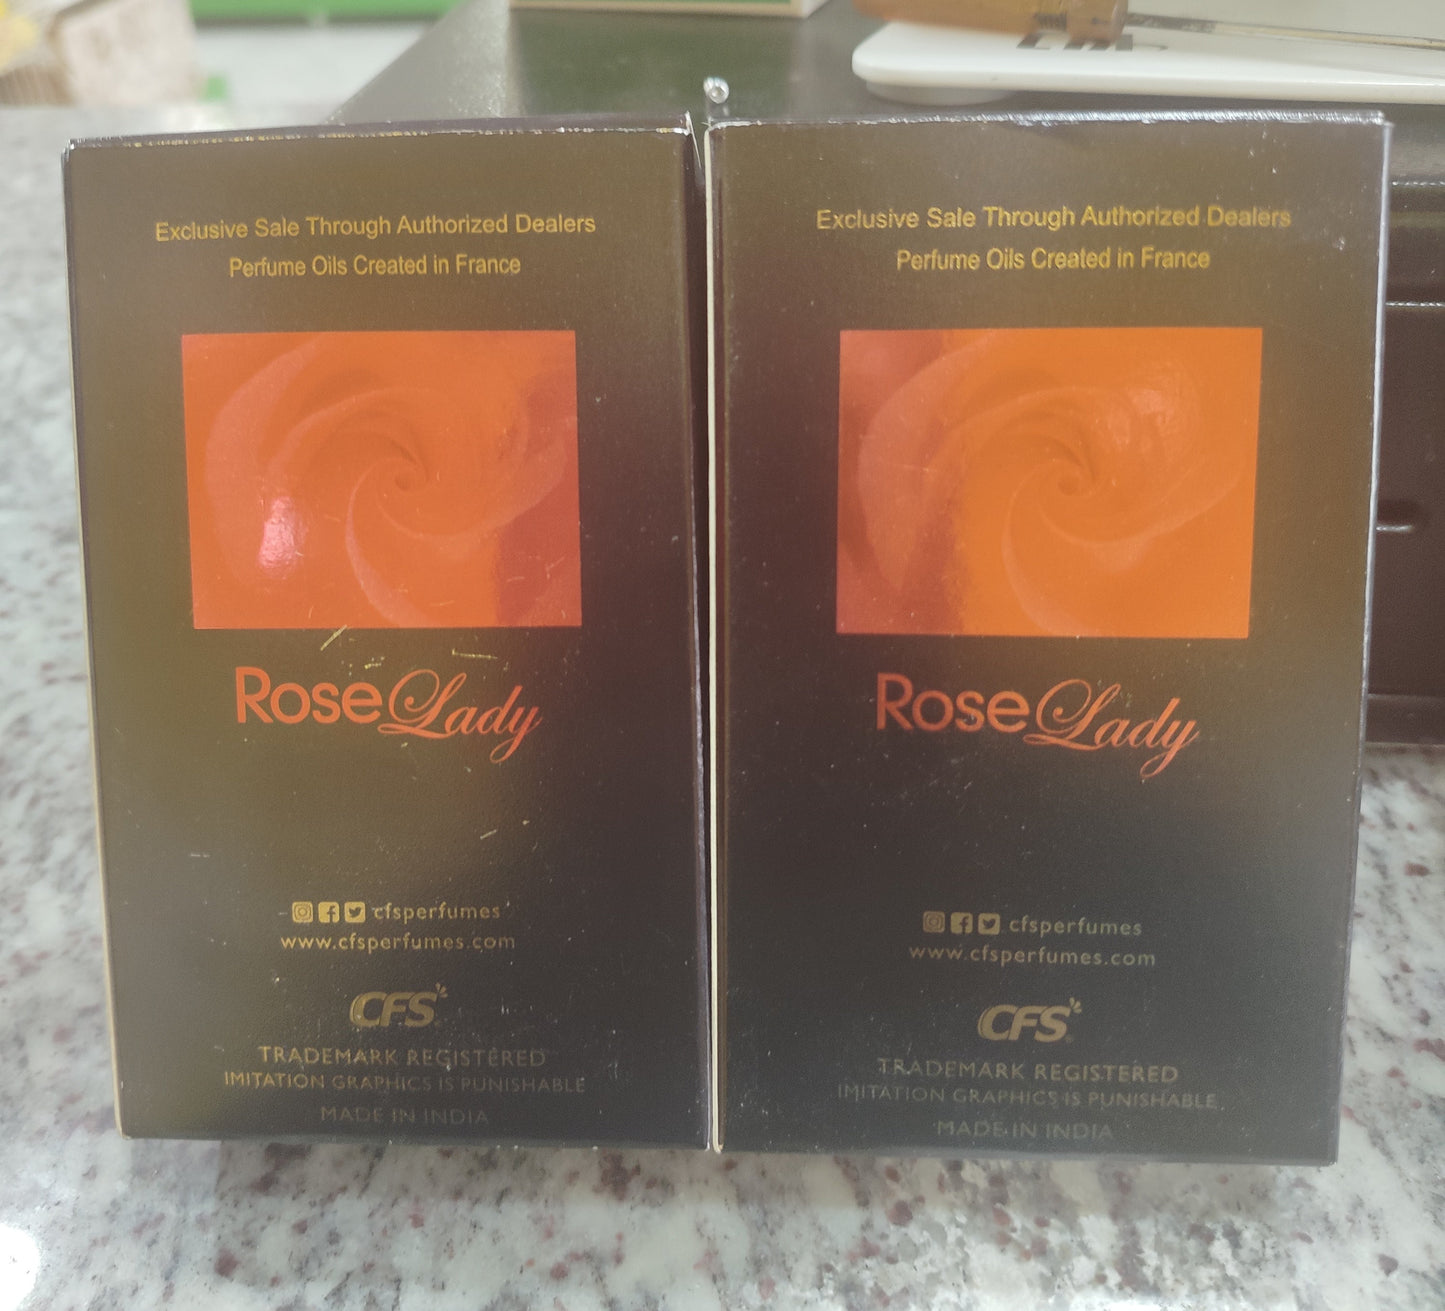 Exclusive Sale Through Authorized Dealers
Perfume Oils Created in France
Rose Lady
cfsperfumes
www.cfsperfumes.com
CFS
TRADEMARK REGISTERED
IMITATION GRAPHICS IS PUNISHABLE
MADE IN INDIA
Exclusive Sale Through Authorized Dealers
Perfume Oils Created in France
Rose Lady
cfsperfumes
www.cfsperfumes.com
CFS
TRADEMARK REGISTERED
IMITATION GRAPHICS IS PUNISHABLE
MADE IN INDIA